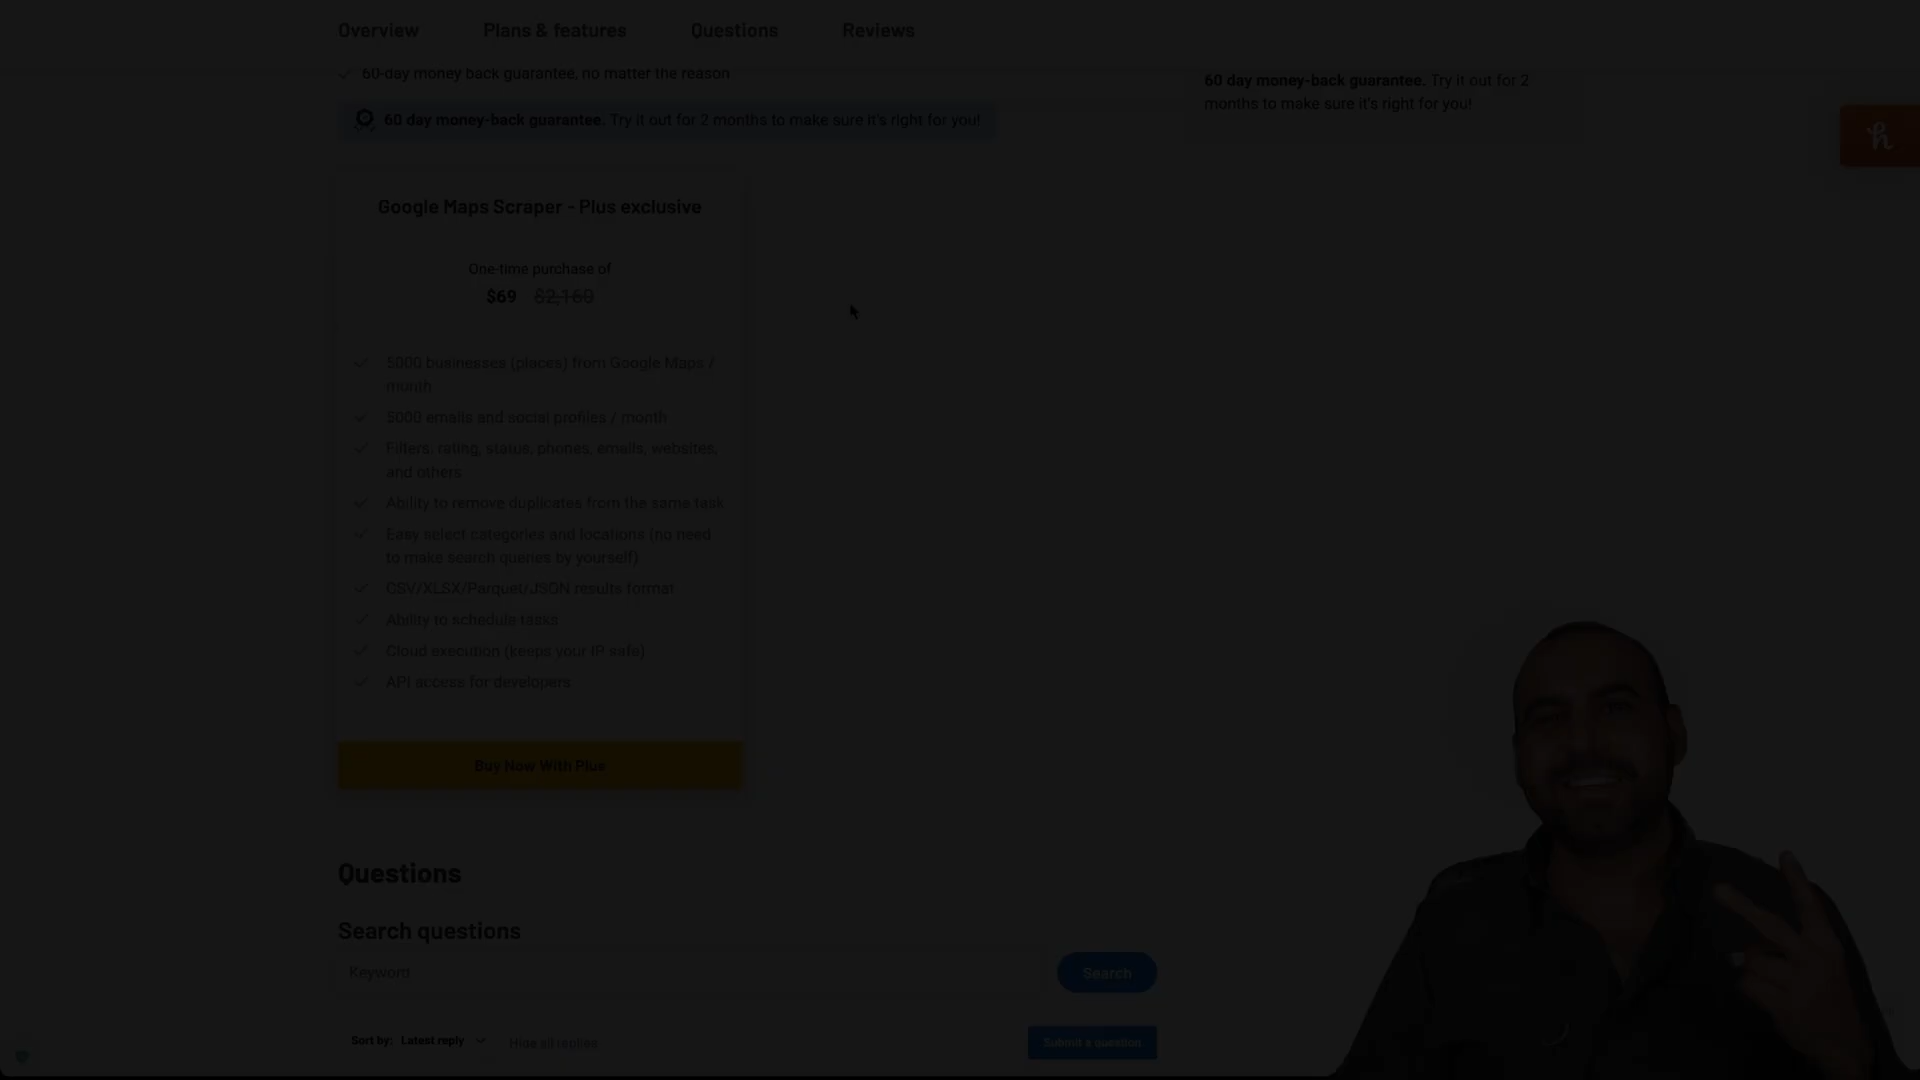 Overview Plans & features Questions Reviews
60-day money back guarantee, no matter the reason
60 day money-back guarantee. Try it out for 2 months to make sure it's right for you!
60 day money-back guarantee. Try it out for 2
months to make sure it's right for you!
h
Google Maps Scraper - Plus exclusive
One-time purchase of
$69 $2,160
5000 businesses (places) from Google Maps /
month
5000 emails and social profiles / month
Filters: rating, status, phones, emails, websites,
and others
Ability to remove duplicates from the same task
Easy select categories and locations (no need
to make search queries by yourself)
CSV/XLSX/Parquet/JSON results format
Ability to schedule tasks
Cloud execution (keeps your IP safe)
API access for developers
Buy Now With Plus
Questions
Search questions
Keyword
Search
Sort by: Latest reply Hide all replies
Submit a question